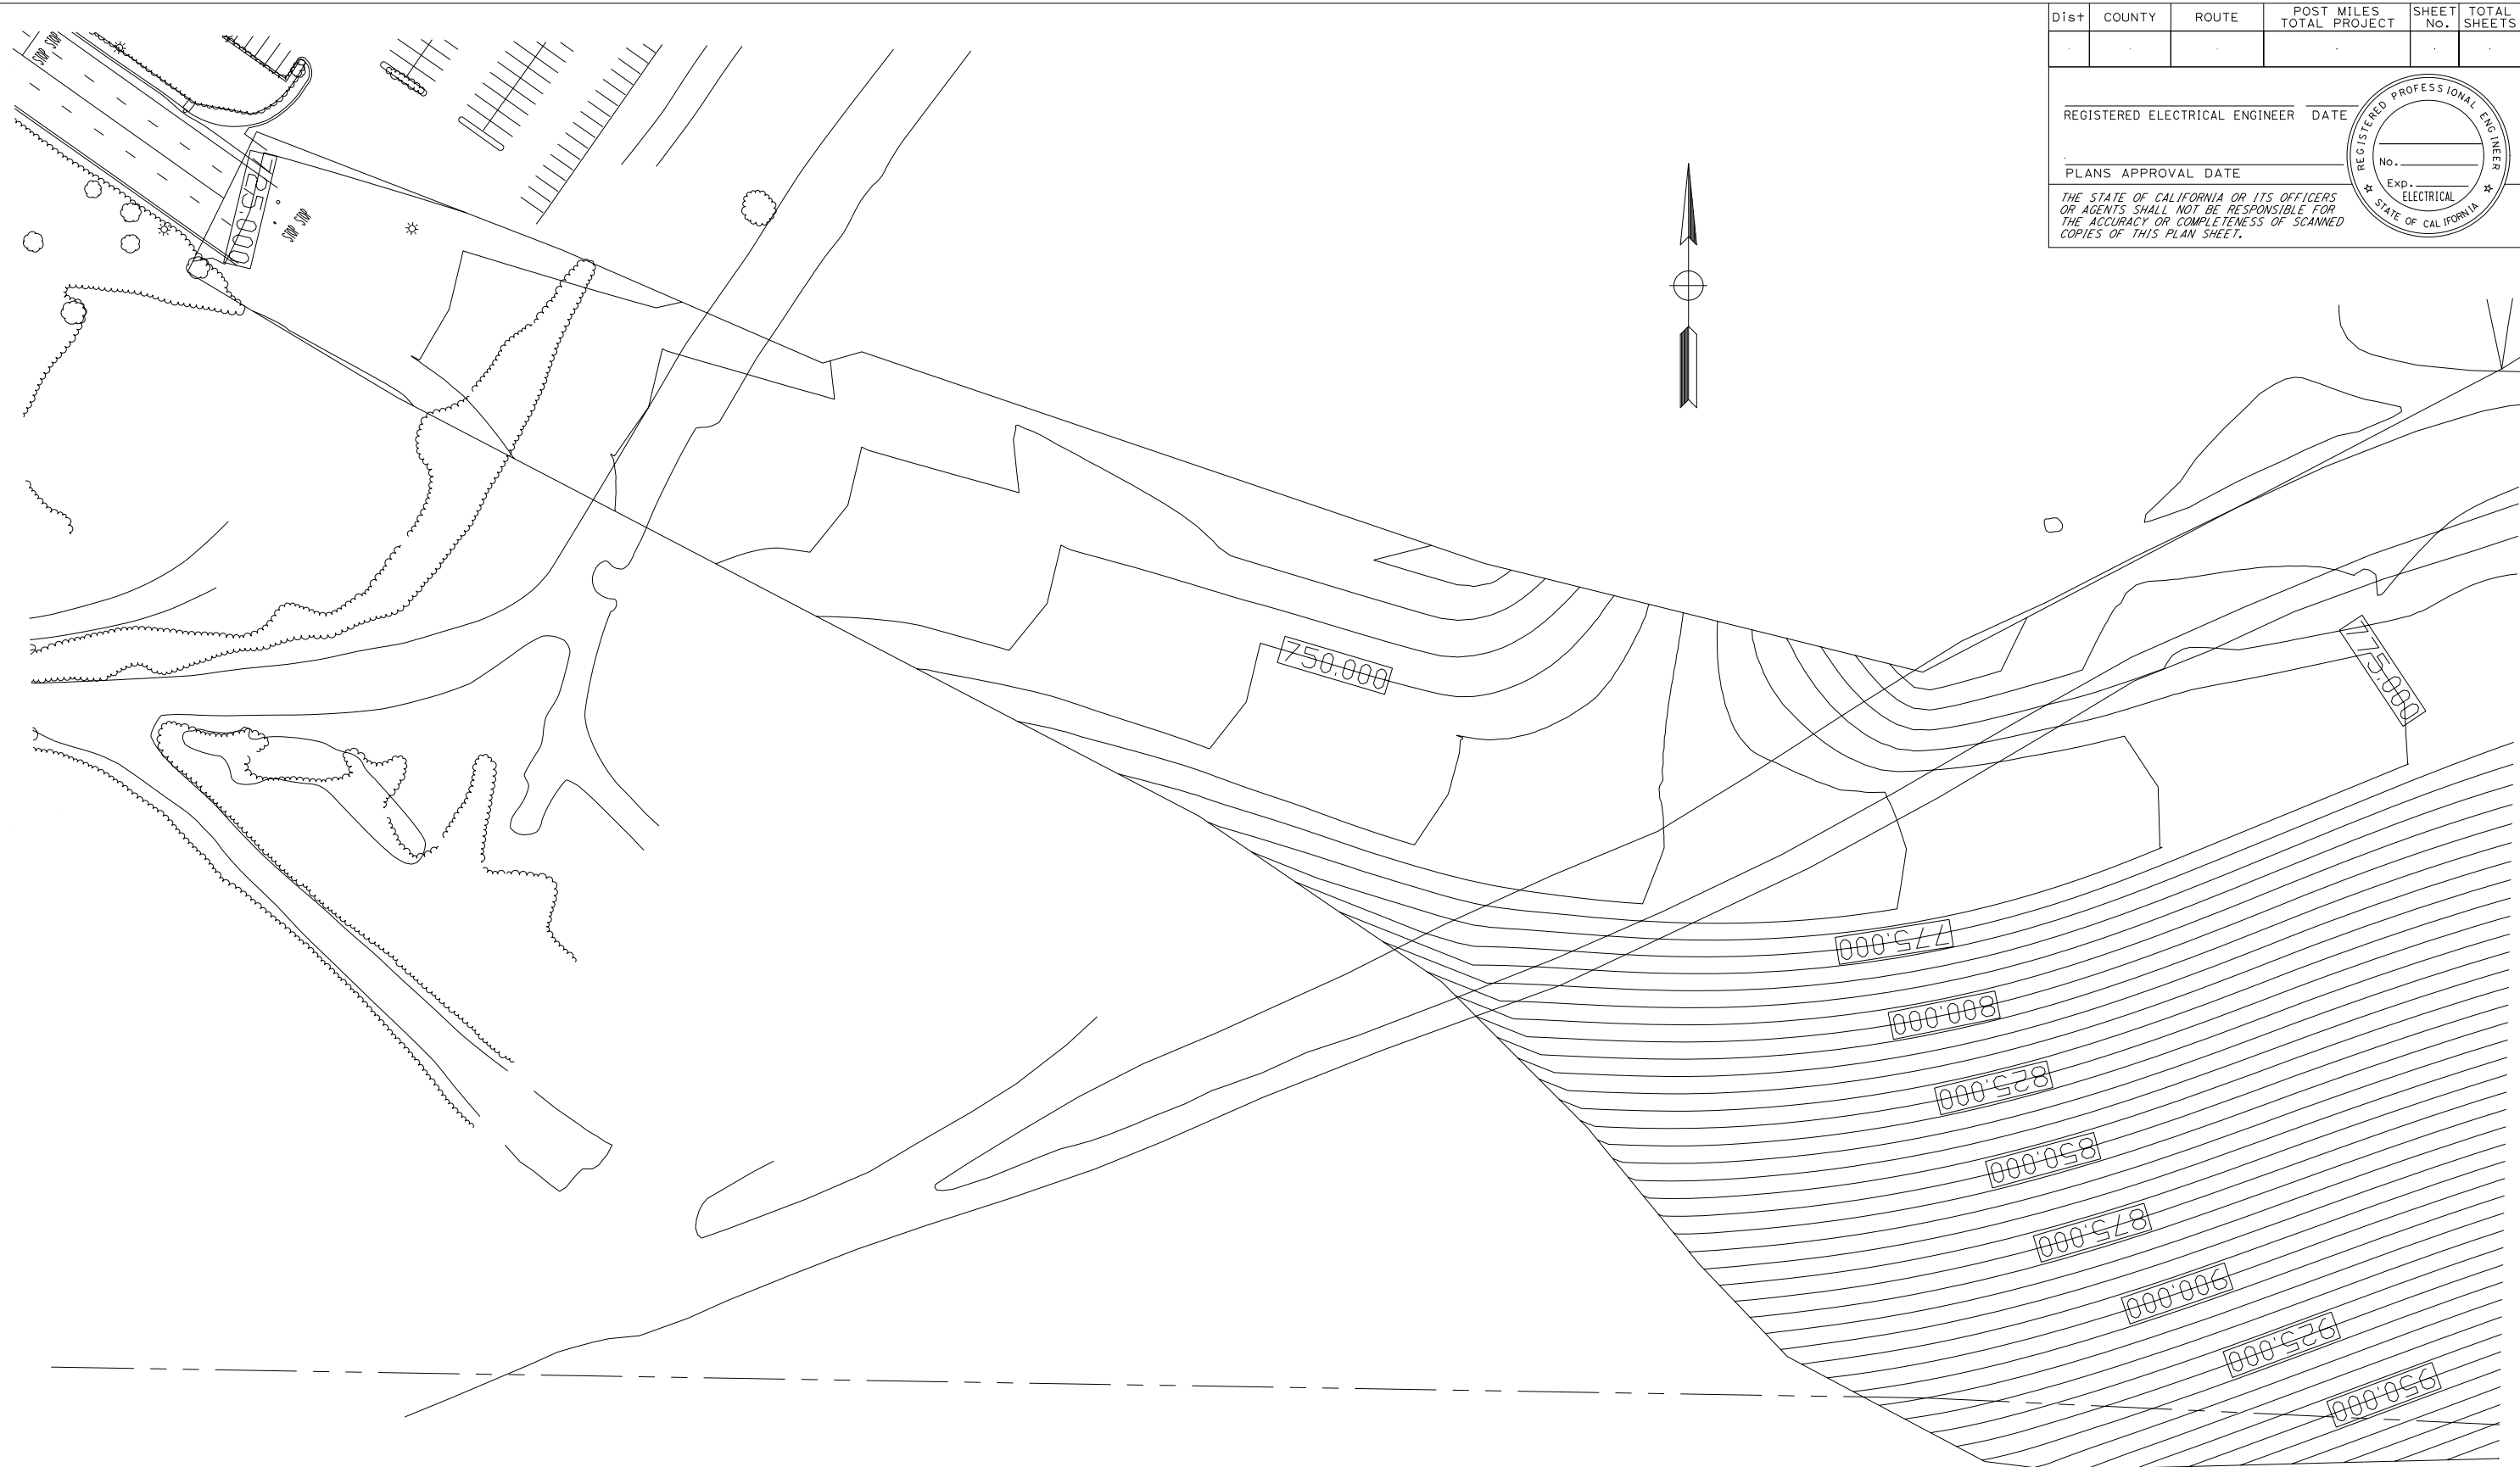 Dist COUNTY ROUTE POST MILES TOTAL PROJECT SHEET No. TOTAL SHEETS
REGISTERED ELECTRICAL ENGINEER DATE
PLANS APPROVAL DATE
THE STATE OF CALIFORNIA OR ITS OFFICERS
OR AGENTS SHALL NOT BE RESPONSIBLE FOR
THE ACCURACY OR COMPLETENESS OF SCANNED
COPIES OF THIS PLAN SHEET.
REGISTERED PROFESSIONAL ENGINEER
No.
Exp.
ELECTRICAL
STATE OF CALIFORNIA
STOP STOP
725.000
STOP STOP
750.000
775.000
800.000
825.000
850.000
875.000
900.000
925.000
950.000